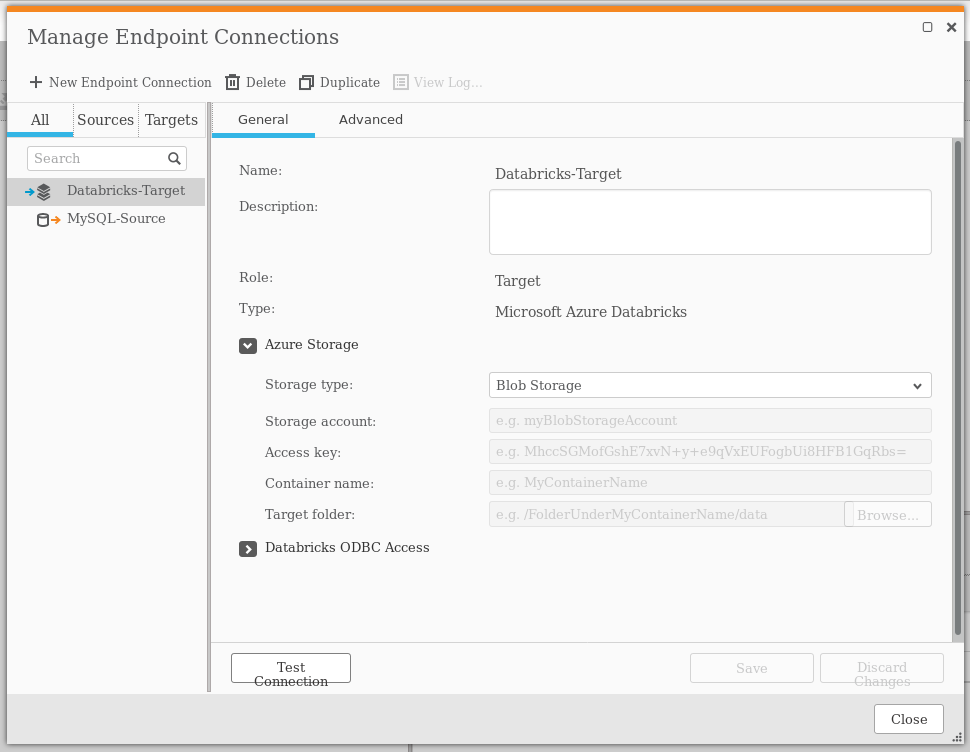 Manage Endpoint Connections
New Endpoint Connection Delete Duplicate View Log...
All Sources Targets
General Advanced
Search
Databricks-Target
MySQL-Source
Name: Databricks-Target
Description:
Role: Target
Type: Microsoft Azure Databricks
Azure Storage
Storage type: Blob Storage
Storage account: e.g. myBlobStorageAccount
Access key: e.g. MhccSGMofGshE7xvN+y+e9qVxEUFogbUi8HFB1GqRbs=
Container name: e.g. MyContainerName
Target folder: e.g. /FolderUnderMyContainerName/data Browse...
Databricks ODBC Access
Test Connection Save Discard Changes
Close